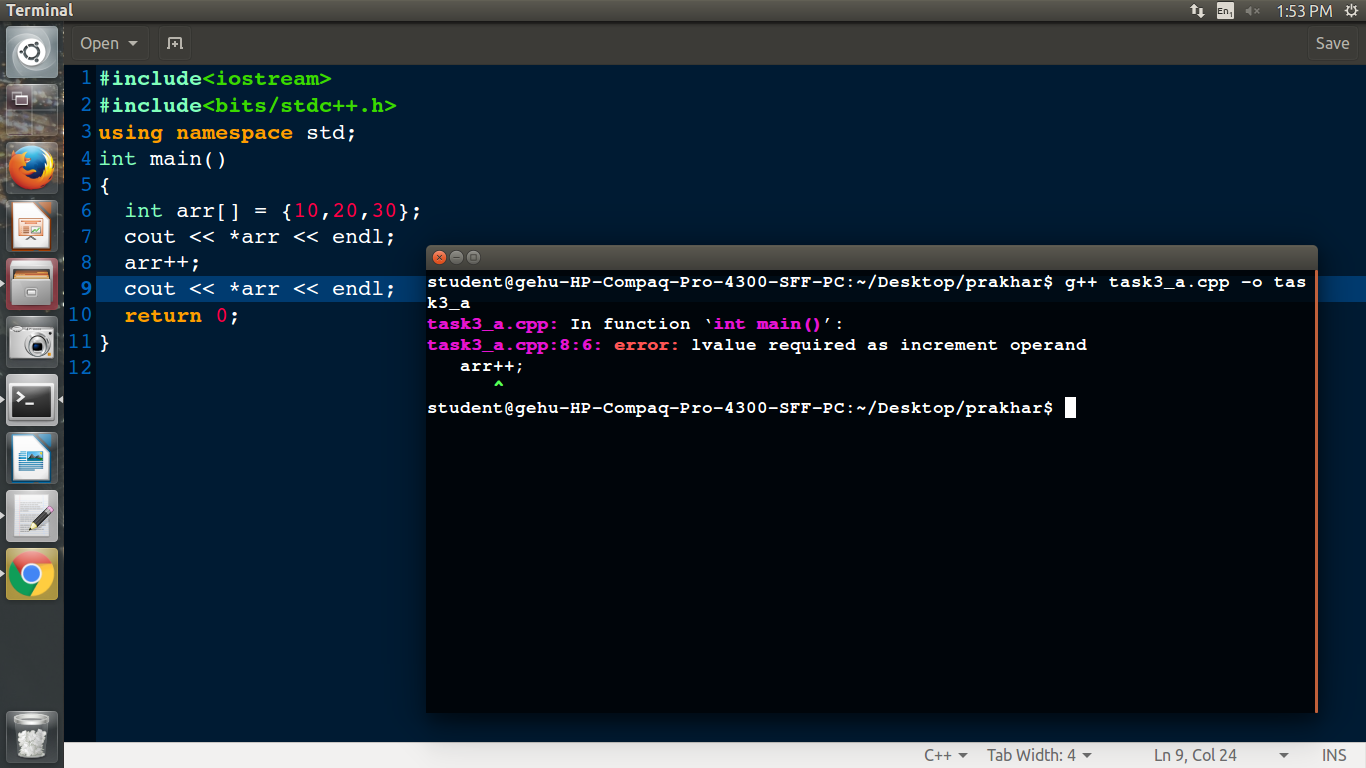 Terminal
En1
1:53 PM
Open
Save
1 #include<iostream>
2 #include<bits/stdc++.h>
3 using namespace std;
4 int main()
5 {
6   int arr[] = {10,20,30};
7   cout << *arr << endl;
8   arr++;
9   cout << *arr << endl;
10   return 0;
11 }
12
student@gehu-HP-Compaq-Pro-4300-SFF-PC:~/Desktop/prakhar$ g++ task3_a.cpp -o tas
k3_a
task3_a.cpp: In function ‘int main()’:
task3_a.cpp:8:6: error: lvalue required as increment operand
   arr++;
      ^
student@gehu-HP-Compaq-Pro-4300-SFF-PC:~/Desktop/prakhar$
C++
Tab Width: 4
Ln 9, Col 24
INS